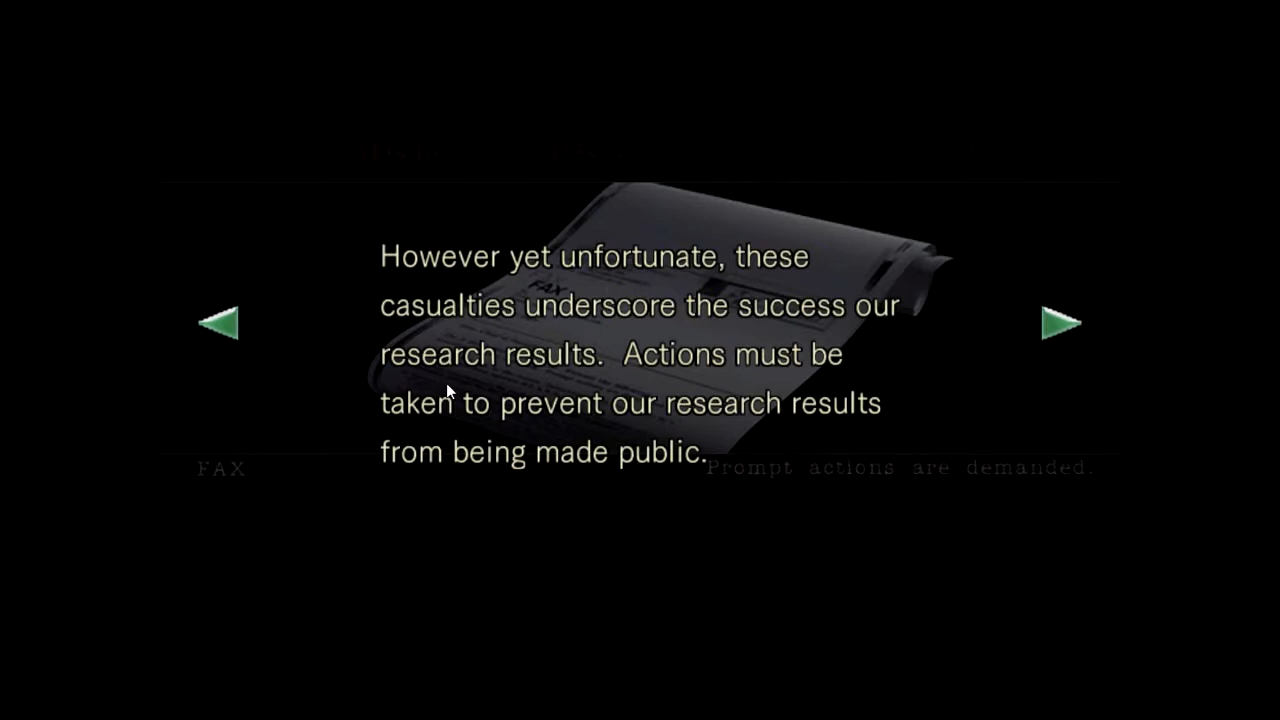 However yet unfortunate, these
casualties underscore the success our
research results.  Actions must be
taken to prevent our research results
from being made public.
FAX
FAX
Prompt actions are demanded.